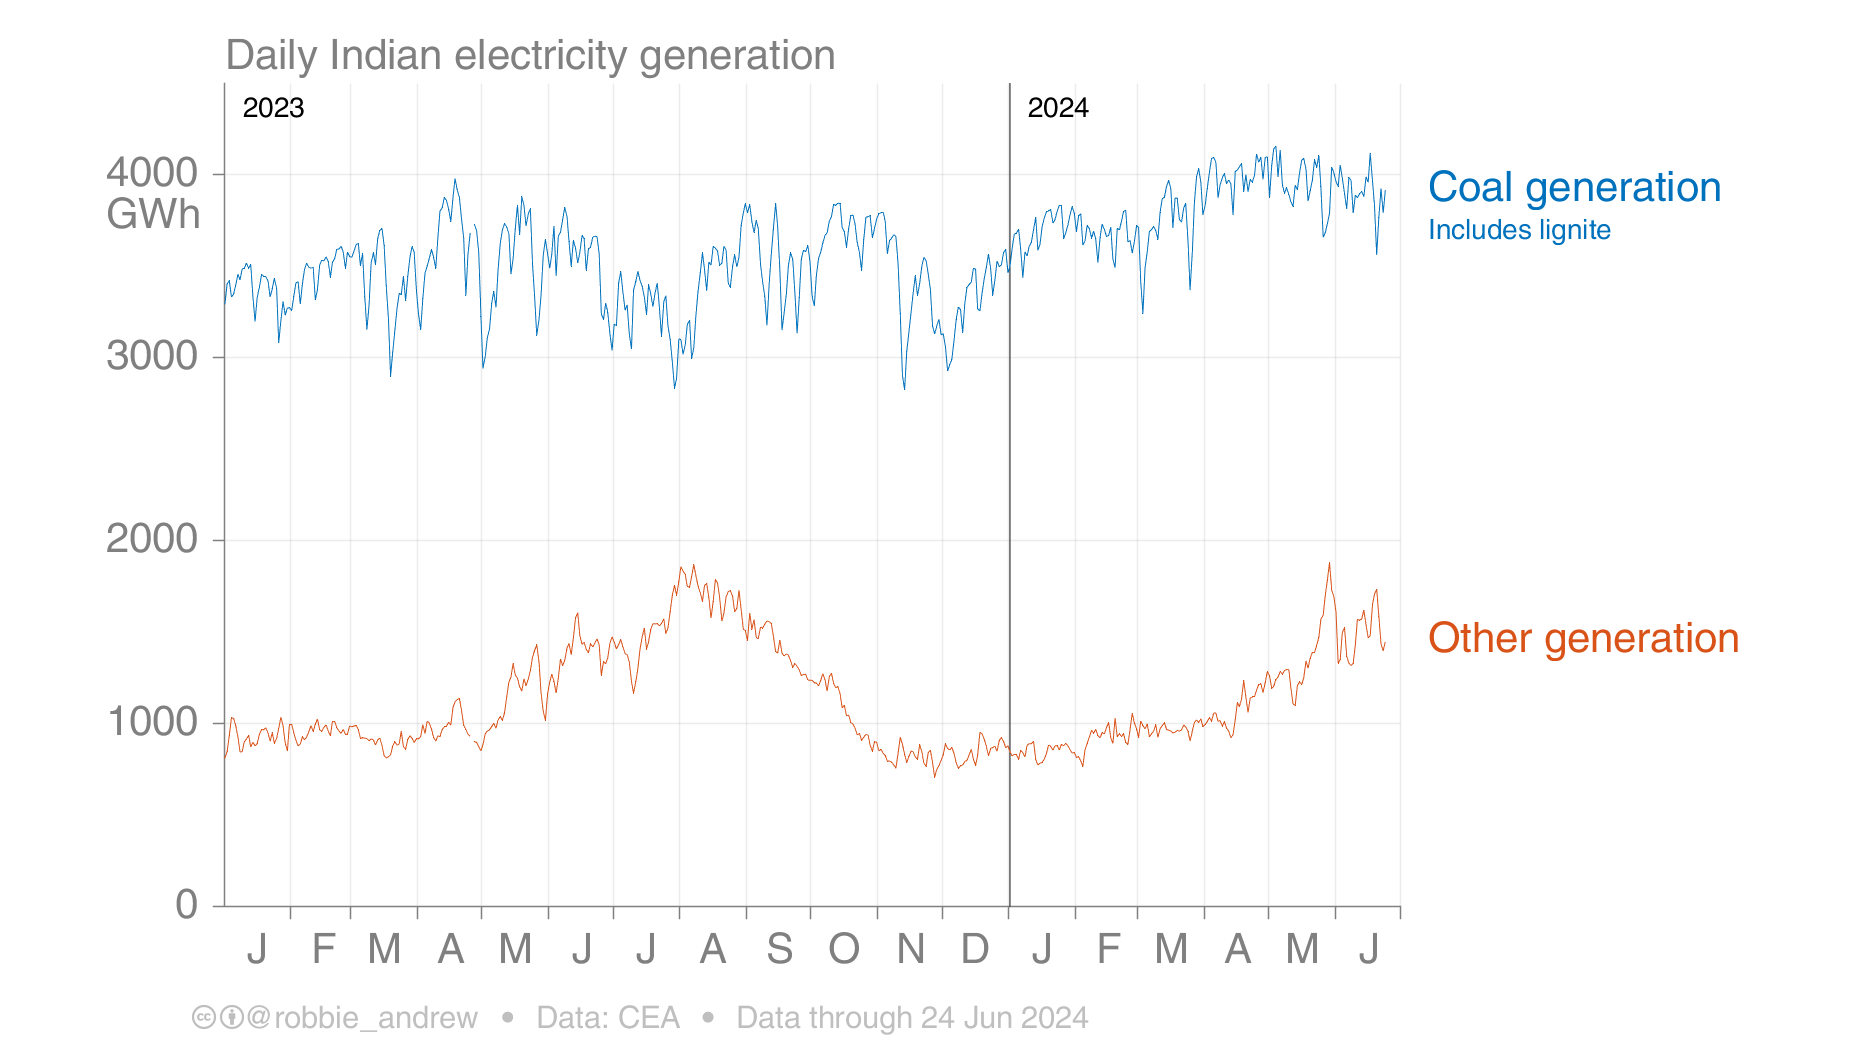 Daily Indian electricity generation
2023
2024
4000
GWh
3000
2000
1000
0
Coal generation
Includes lignite
Other generation
J F M A M J J A S O N D J F M A M J
cc @robbie_andrew • Data: CEA • Data through 24 Jun 2024